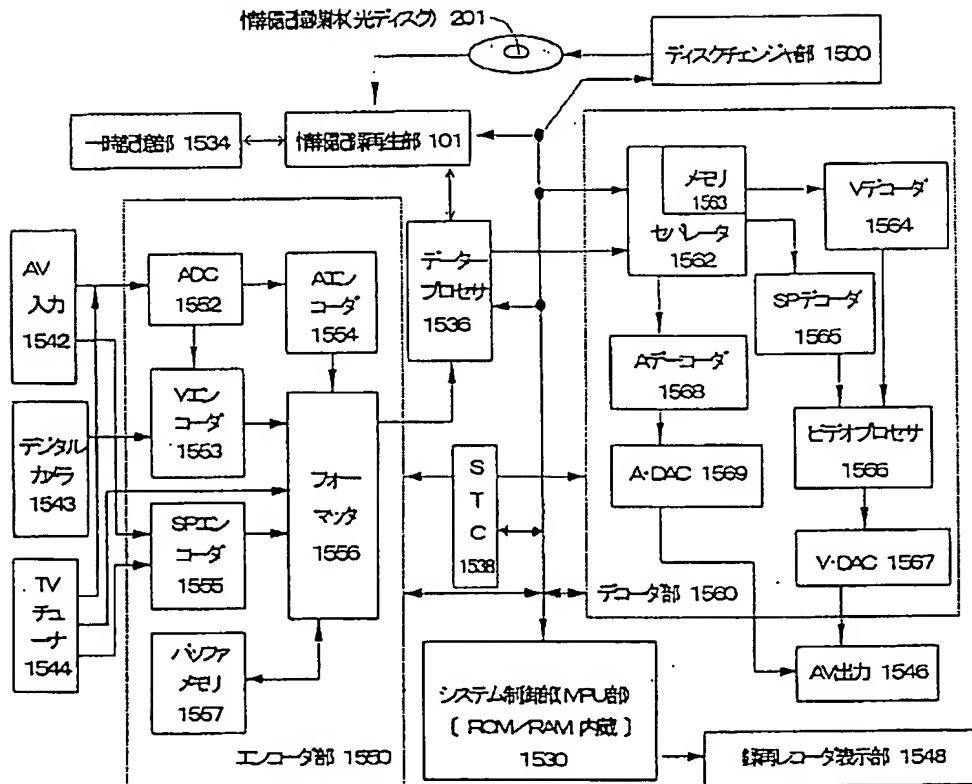 情報記憶媒体(光ディスク) 201
ディスクチェンジャ部 1500
一時記憶部 1534
情報記録再生部 101
メモリ
1563
セパレータ
1562
Vデコーダ
1564
AV
入力
1542
ADC
1552
Aエン
コーダ
1554
データー
プロセサ
1536
SPデコーダ
1565
Vエン
コーダ
1553
Aデーコーダ
1568
デジタル
カメラ
1543
フォー
マッタ
1556
S
T
C
1538
A・DAC 1569
ビデオプロセサ
1566
SPエン
コーダ
1555
V・DAC 1567
TV
チュ
ーナ
1544
デコーダ部 1560
バッファ
メモリ
1557
システム制御部(MPU部)
[ ROM/RAM 内蔵 ]
1530
AV出力 1546
エンコーダ部 1550
録再レコーダ表示部 1548